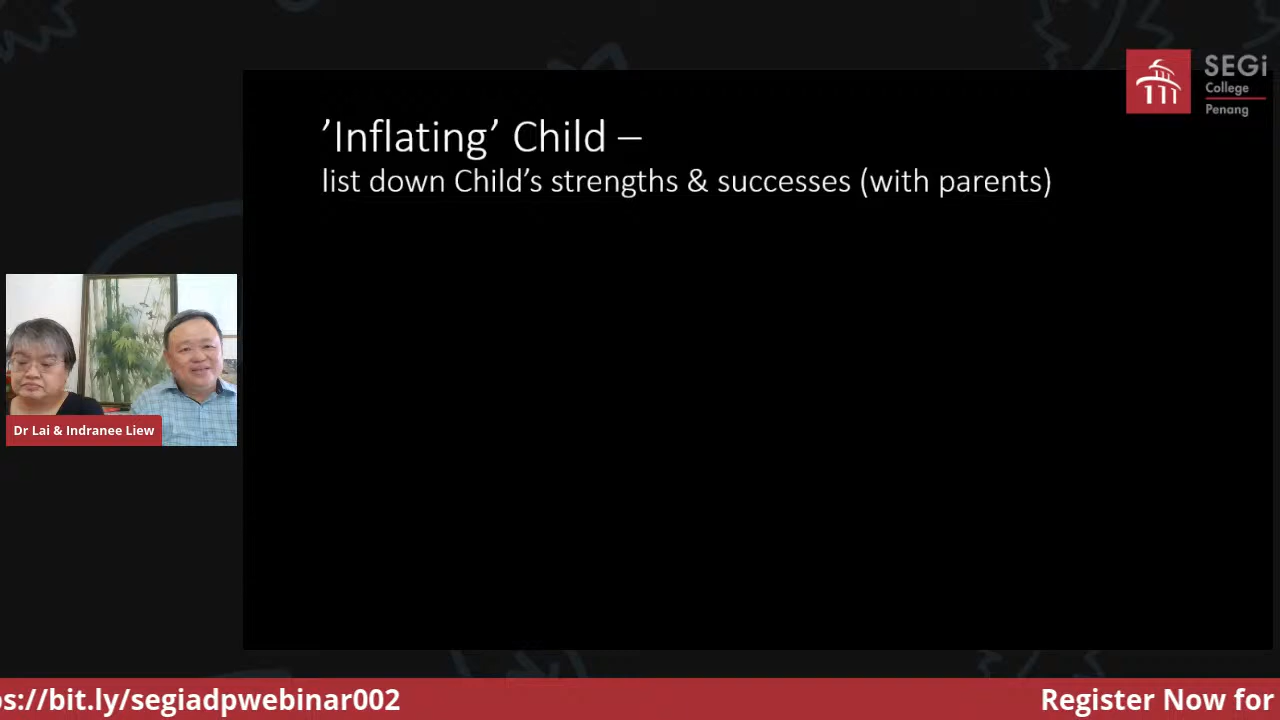 ’Inflating’ Child –
list down Child’s strengths & successes (with parents)
SEGi
College
Penang
Dr Lai & Indranee Liew
s://bit.ly/segiadpwebinar002
Register Now for